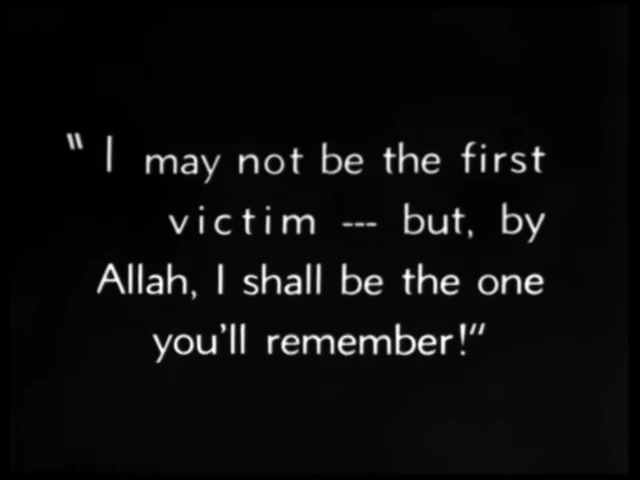 "I may not be the first
victim --- but, by
Allah, I shall be the one
you'll remember!"